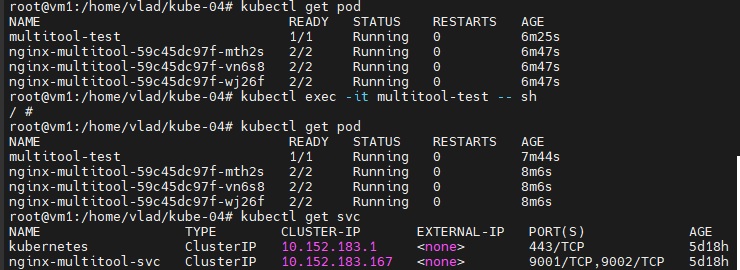 root@vm1:/home/vlad/kube-04# kubectl get pod
NAME READY STATUS RESTARTS AGE
multitool-test 1/1 Running 0 6m25s
nginx-multitool-59c45dc97f-mth2s 2/2 Running 0 6m47s
nginx-multitool-59c45dc97f-vn6s8 2/2 Running 0 6m47s
nginx-multitool-59c45dc97f-wj26f 2/2 Running 0 6m47s
root@vm1:/home/vlad/kube-04# kubectl exec -it multitool-test -- sh
/ #
root@vm1:/home/vlad/kube-04# kubectl get pod
NAME READY STATUS RESTARTS AGE
multitool-test 1/1 Running 0 7m44s
nginx-multitool-59c45dc97f-mth2s 2/2 Running 0 8m6s
nginx-multitool-59c45dc97f-vn6s8 2/2 Running 0 8m6s
nginx-multitool-59c45dc97f-wj26f 2/2 Running 0 8m6s
root@vm1:/home/vlad/kube-04# kubectl get svc
NAME TYPE CLUSTER-IP EXTERNAL-IP PORT(S) AGE
kubernetes ClusterIP 10.152.183.1 <none> 443/TCP 5d18h
nginx-multitool-svc ClusterIP 10.152.183.167 <none> 9001/TCP,9002/TCP 5d18h